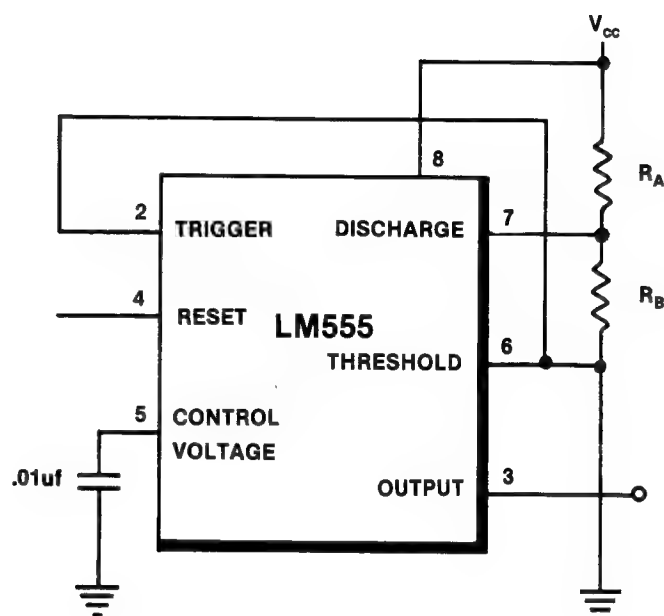 Vcc
8
RA
2
TRIGGER
DISCHARGE
7
4
RESET
RB
LM555
6
THRESHOLD
5
CONTROL
VOLTAGE
.01uf
OUTPUT
3